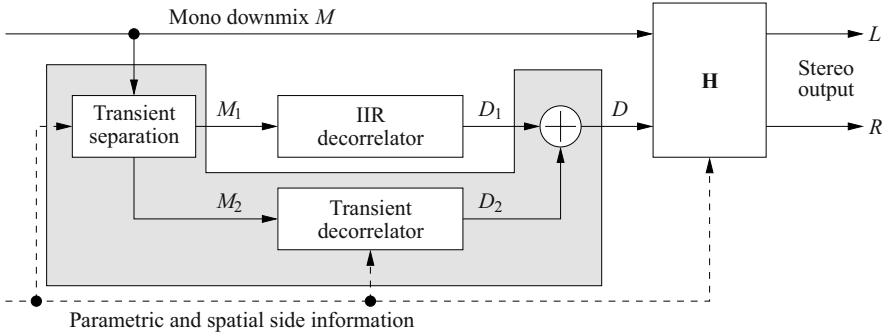 Mono downmix M
L
H
Stereo
output
Transient
separation
M1
IIR
decorrelator
D1
D
R
M2
Transient
decorrelator
D2
Parametric and spatial side information